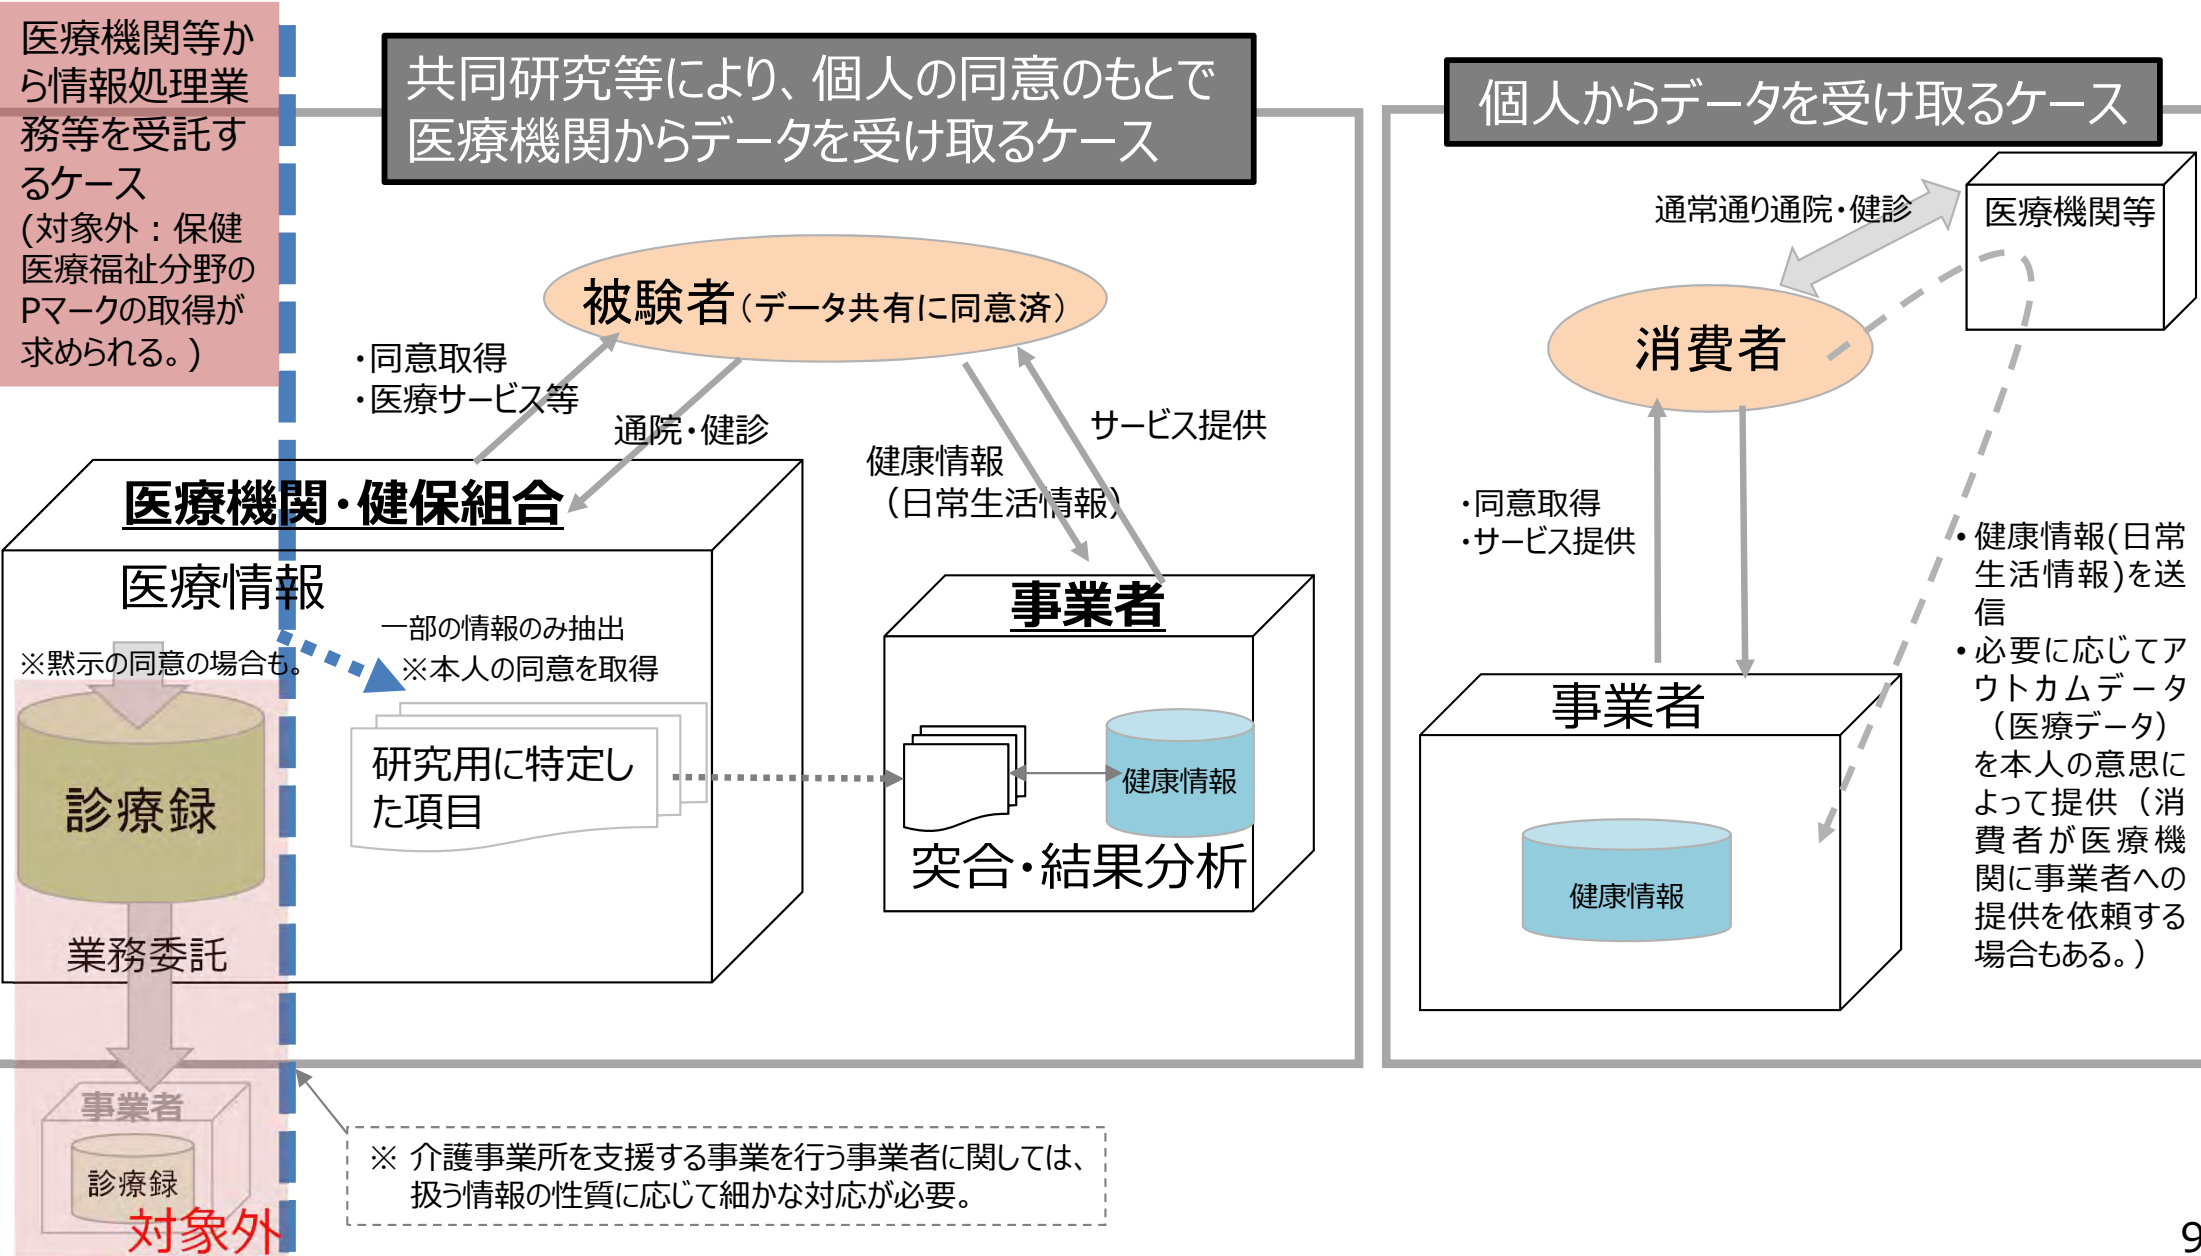 医療機関等か
ら情報処理業
務等を受託す
るケース
(対象外：保健
医療福祉分野の
Pマークの取得が
求められる。)
共同研究等により、個人の同意のもとで
医療機関からデータを受け取るケース
被験者（データ共有に同意済）
・同意取得
・医療サービス等
通院・健診
健康情報
（日常生活情報）
サービス提供
医療機関・健保組合
医療情報
※黙示の同意の場合も。
一部の情報のみ抽出
※本人の同意を取得
診療録
研究用に特定し
た項目
業務委託
事業者
健康情報
突合・結果分析
事業者
診療録
対象外
※ 介護事業所を支援する事業を行う事業者に関しては、
扱う情報の性質に応じて細かな対応が必要。
個人からデータを受け取るケース
通常通り通院・健診
医療機関等
消費者
・同意取得
・サービス提供
事業者
健康情報
• 健康情報(日常
生活情報)を送
信
• 必要に応じてア
ウトカムデータ
（医療データ）
を本人の意思に
よって提供（消
費者が医療機
関に事業者への
提供を依頼する
場合もある。）
9